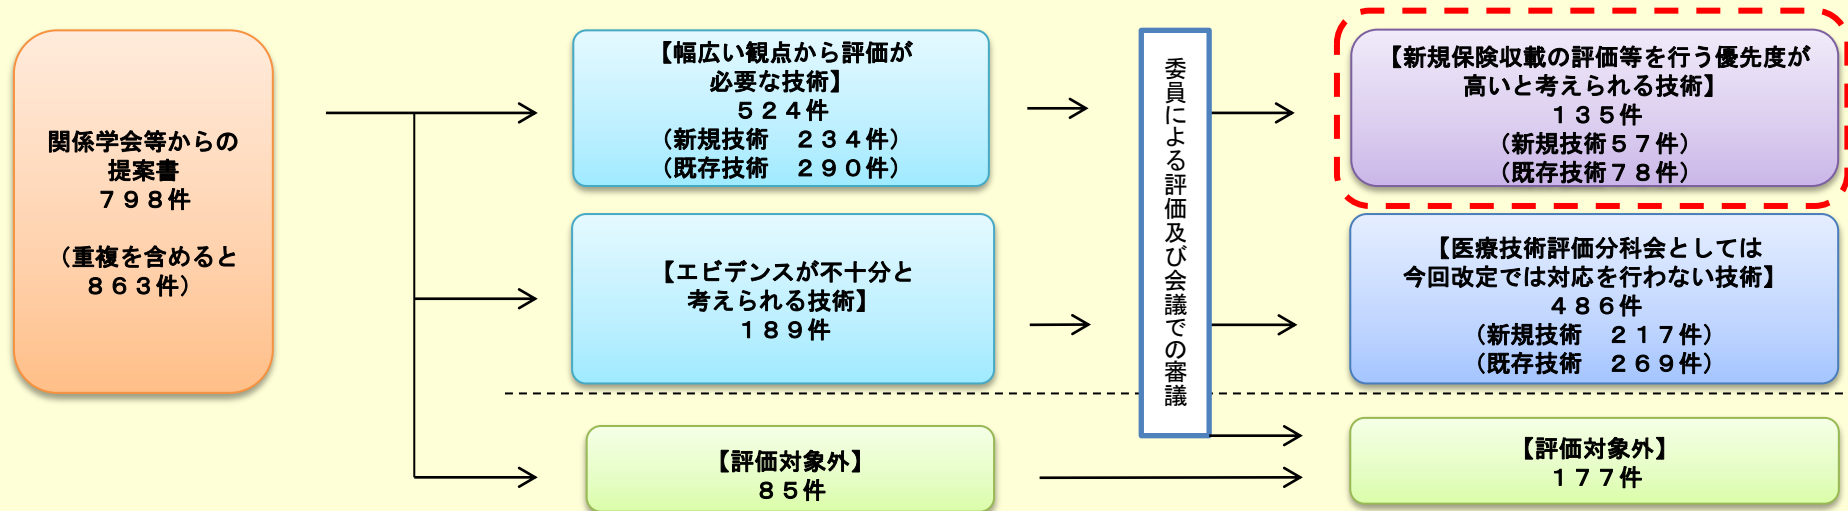 関係学会等からの
提案書
７９８件
（重複を含めると
８６３件）
【幅広い観点から評価が
必要な技術】
５２４件
（新規技術　２３４件）
（既存技術　２９０件）
【エビデンスが不十分と
考えられる技術】
１８９件
【評価対象外】
８５件
委員による評価及び会議での審議
【新規保険収載の評価等を行う優先度が
高いと考えられる技術】
１３５件
（新規技術５７件）
（既存技術７８件）
【医療技術評価分科会としては
今回改定では対応を行わない技術】
４８６件
（新規技術　２１７件）
（既存技術　２６９件）
【評価対象外】
１７７件